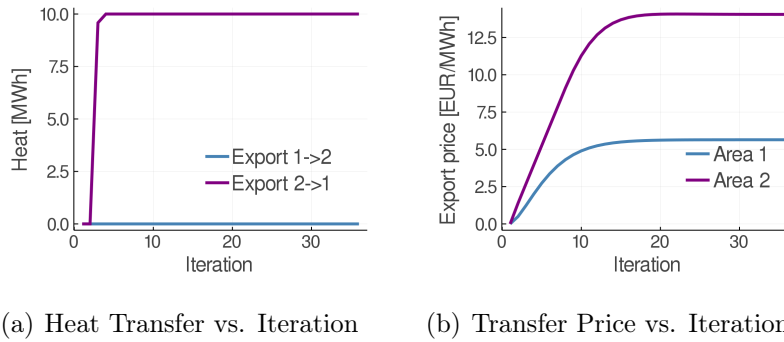 10.0
7.5
5.0
2.5
0.0
Heat [MWh]
Export 1->2
Export 2->1
0
10
20
30
Iteration
(a) Heat Transfer vs. Iteration
12.5
10.0
7.5
5.0
2.5
0.0
Export price [EUR/MWh]
Area 1
Area 2
0
10
20
30
Iteration
(b) Transfer Price vs. Iteration